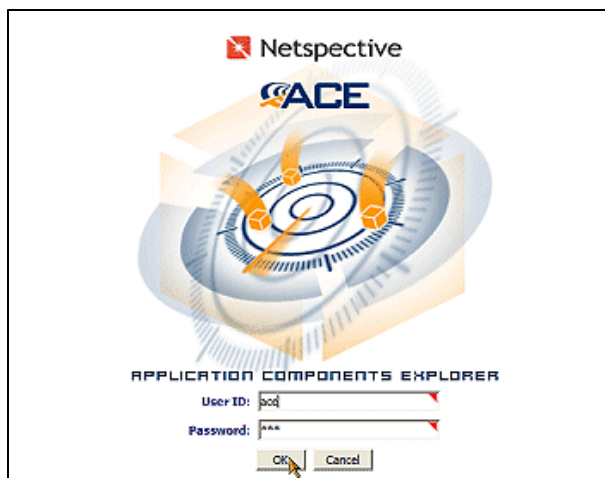 Netspective
ACE
APPLICATION COMPONENTS EXPLORER
User ID: ace
Password: ***
OK Cancel